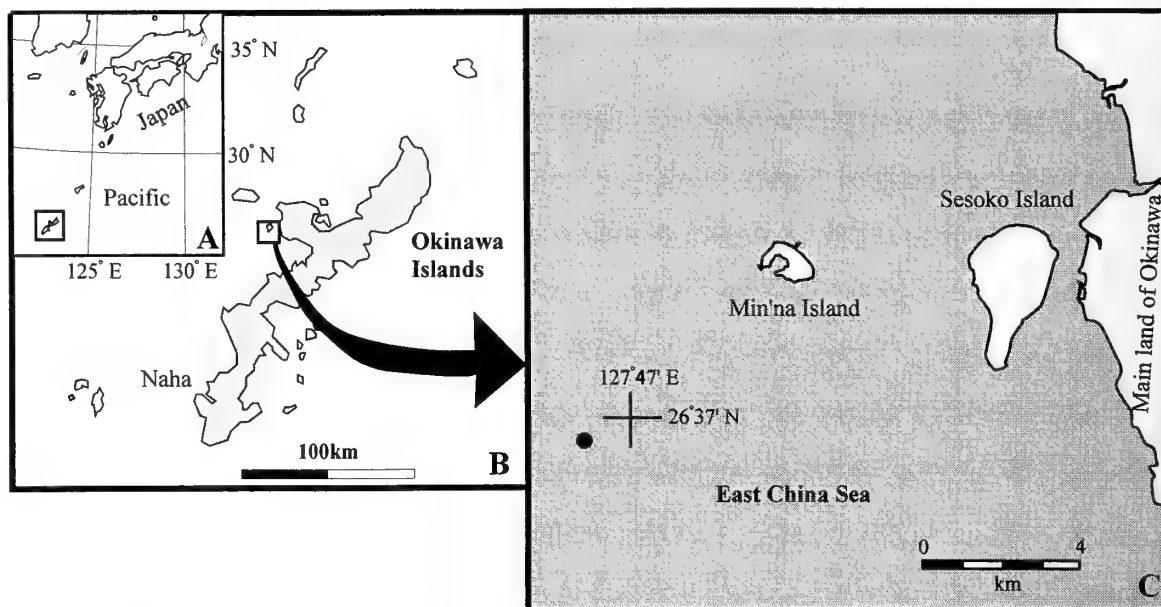 35° N
Japan
30° N
Pacific
A
125° E
130° E
Okinawa
Islands
Naha
100km
B
Sesoko Island
Min'na Island
Main land of Okinawa
127°47' E
26°37' N
East China Sea
0
4
km
C